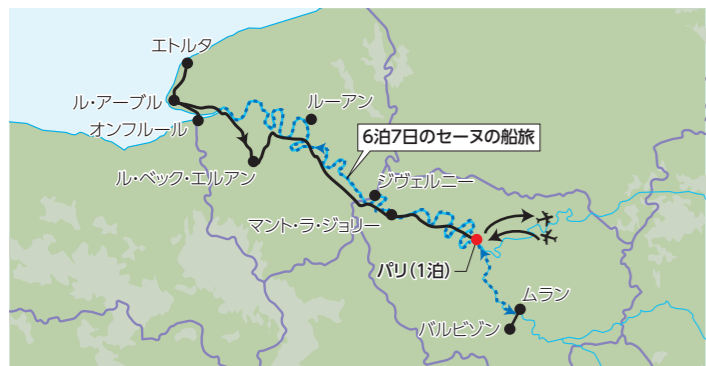 エトルタ
ル・アーブル
ルーアン
オンフルール
6泊7日のセーヌの船旅
ル・ベック・エルアン
ジヴェルニー
マント・ラ・ジョリー
パリ(1泊)
ムラン
バルビゾン